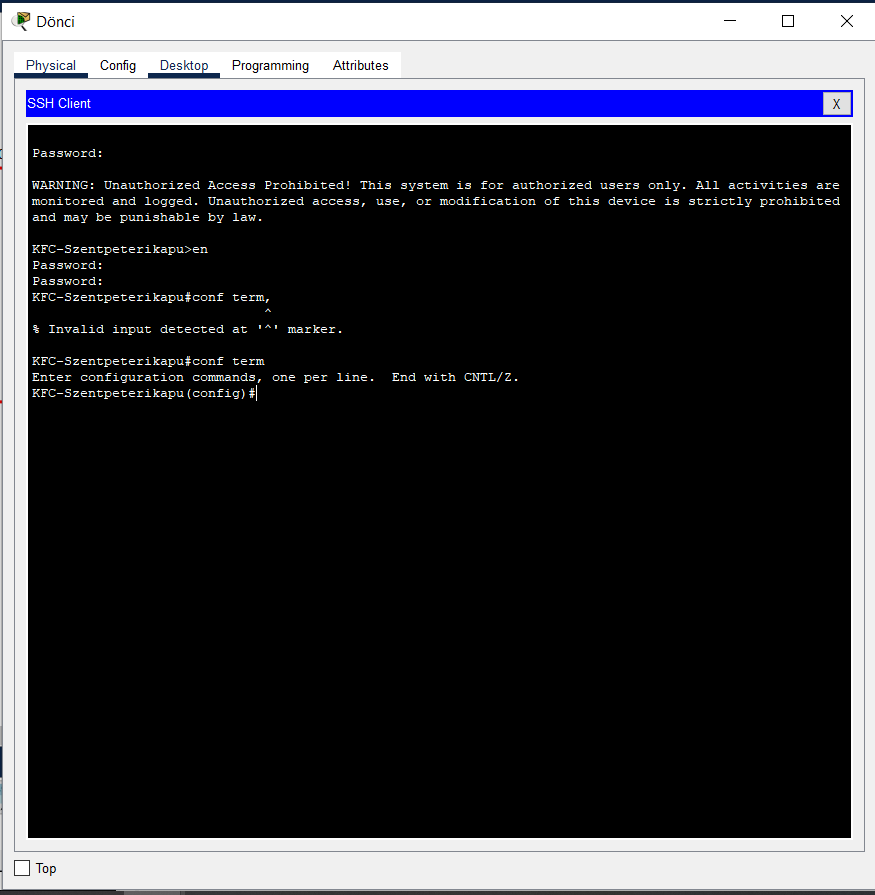 Dönci
Physical Config Desktop Programming Attributes
SSH Client
X
Password:
WARNING: Unauthorized Access Prohibited! This system is for authorized users only. All activities are
monitored and logged. Unauthorized access, use, or modification of this device is strictly prohibited
and may be punishable by law.
KFC-Szentpeterikapu>en
Password:
Password:
KFC-Szentpeterikapu#conf term,
^
% Invalid input detected at '^' marker.
KFC-Szentpeterikapu#conf term
Enter configuration commands, one per line.  End with CNTL/Z.
KFC-Szentpeterikapu(config)#
Top